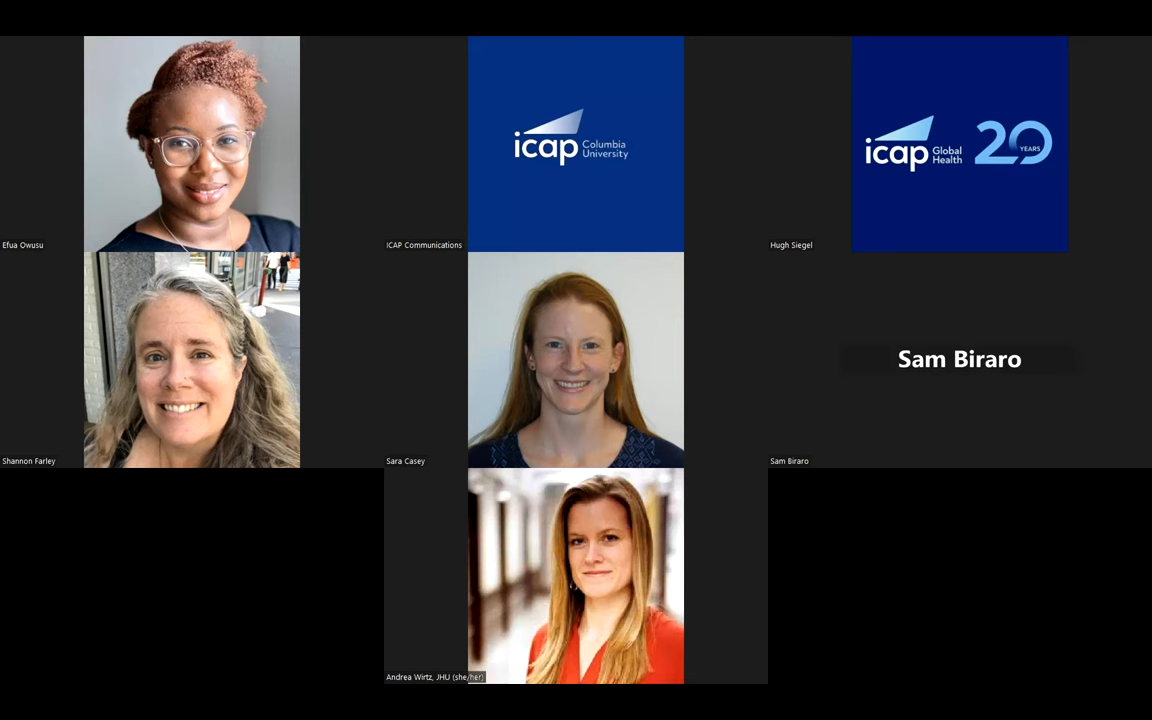 icap Columbia
University
icap Global
Health 20
YEARS
Efua Owusu
ICAP Communications
Hugh Siegel
Sam Biraro
Shannon Farley
Sara Casey
Sam Biraro
Andrea Wirtz, JHU (she/her)